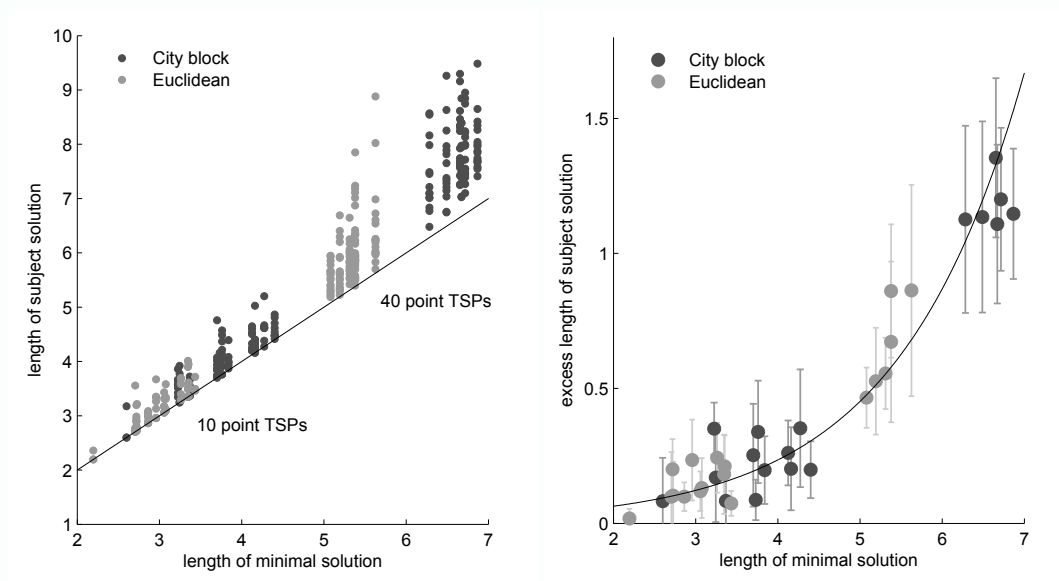 10
9
8
7
6
5
4
3
2
1
length of subject solution
City block
Euclidean
40 point TSPs
10 point TSPs
2 3 4 5 6 7
length of minimal solution
1.5
1
0.5
0
excess length of subject solution
City block
Euclidean
2 3 4 5 6 7
length of minimal solution